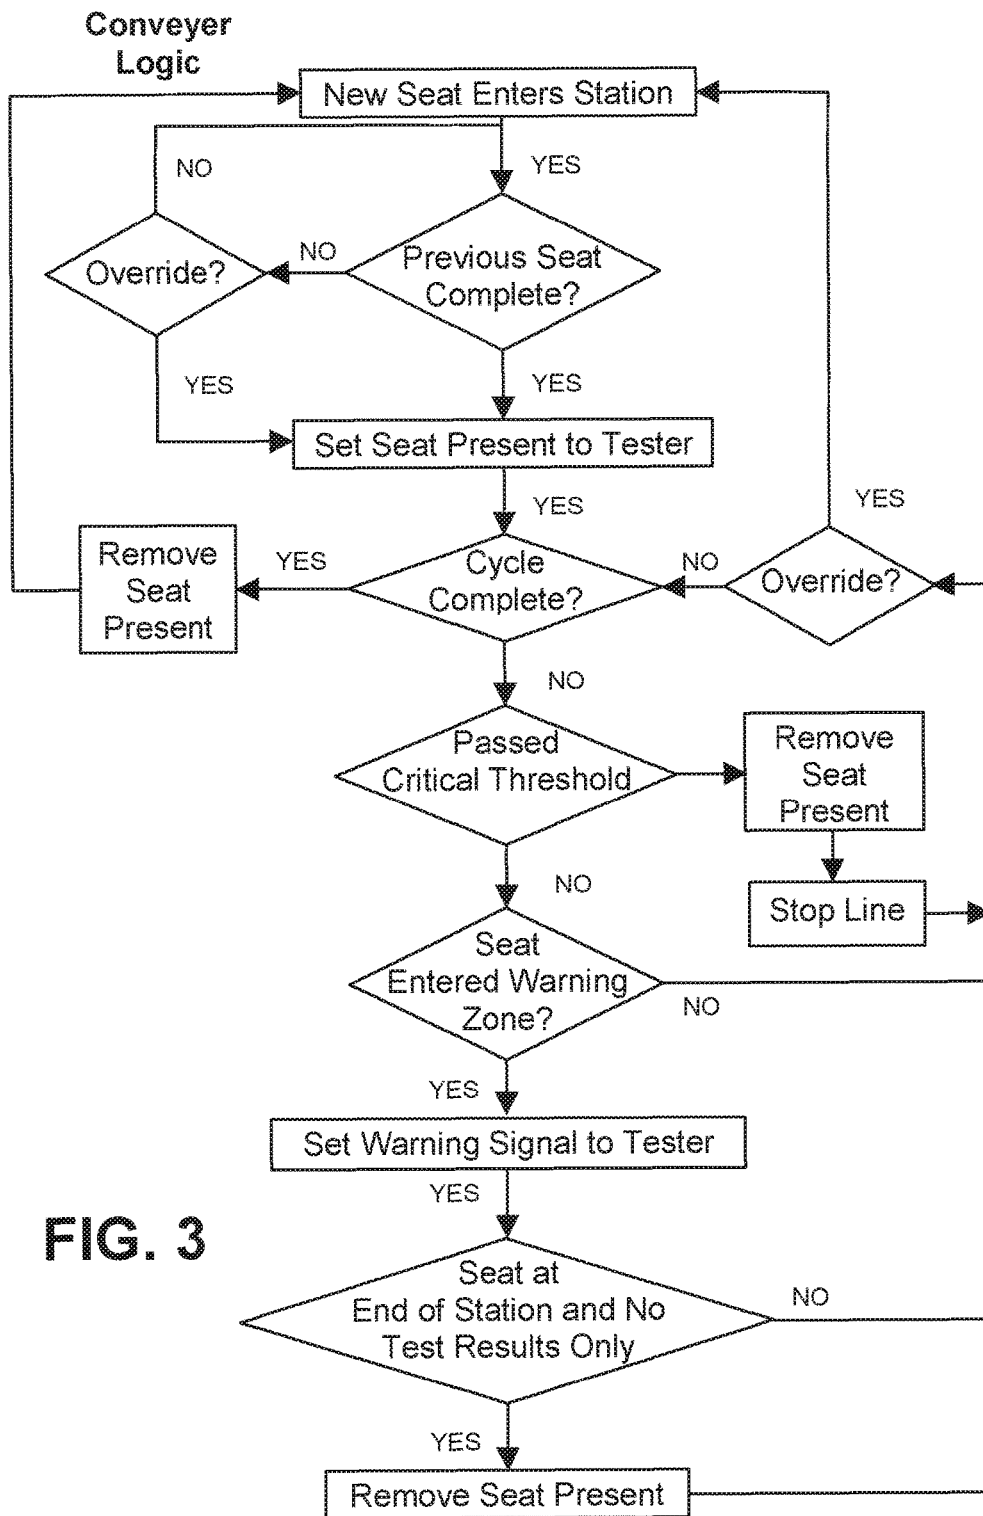 Conveyer
Logic
New Seat Enters Station
NO
YES
Override?
NO
Previous Seat
Complete?
YES
YES
Set Seat Present to Tester
YES
YES
Remove
Seat
Present
YES
Cycle
Complete?
NO
Override?
NO
Passed
Critical Threshold
Remove
Seat
Present
NO
Stop Line
Seat
Entered Warning
Zone?
NO
YES
Set Warning Signal to Tester
YES
FIG. 3
Seat at
End of Station and No
Test Results Only
NO
YES
Remove Seat Present